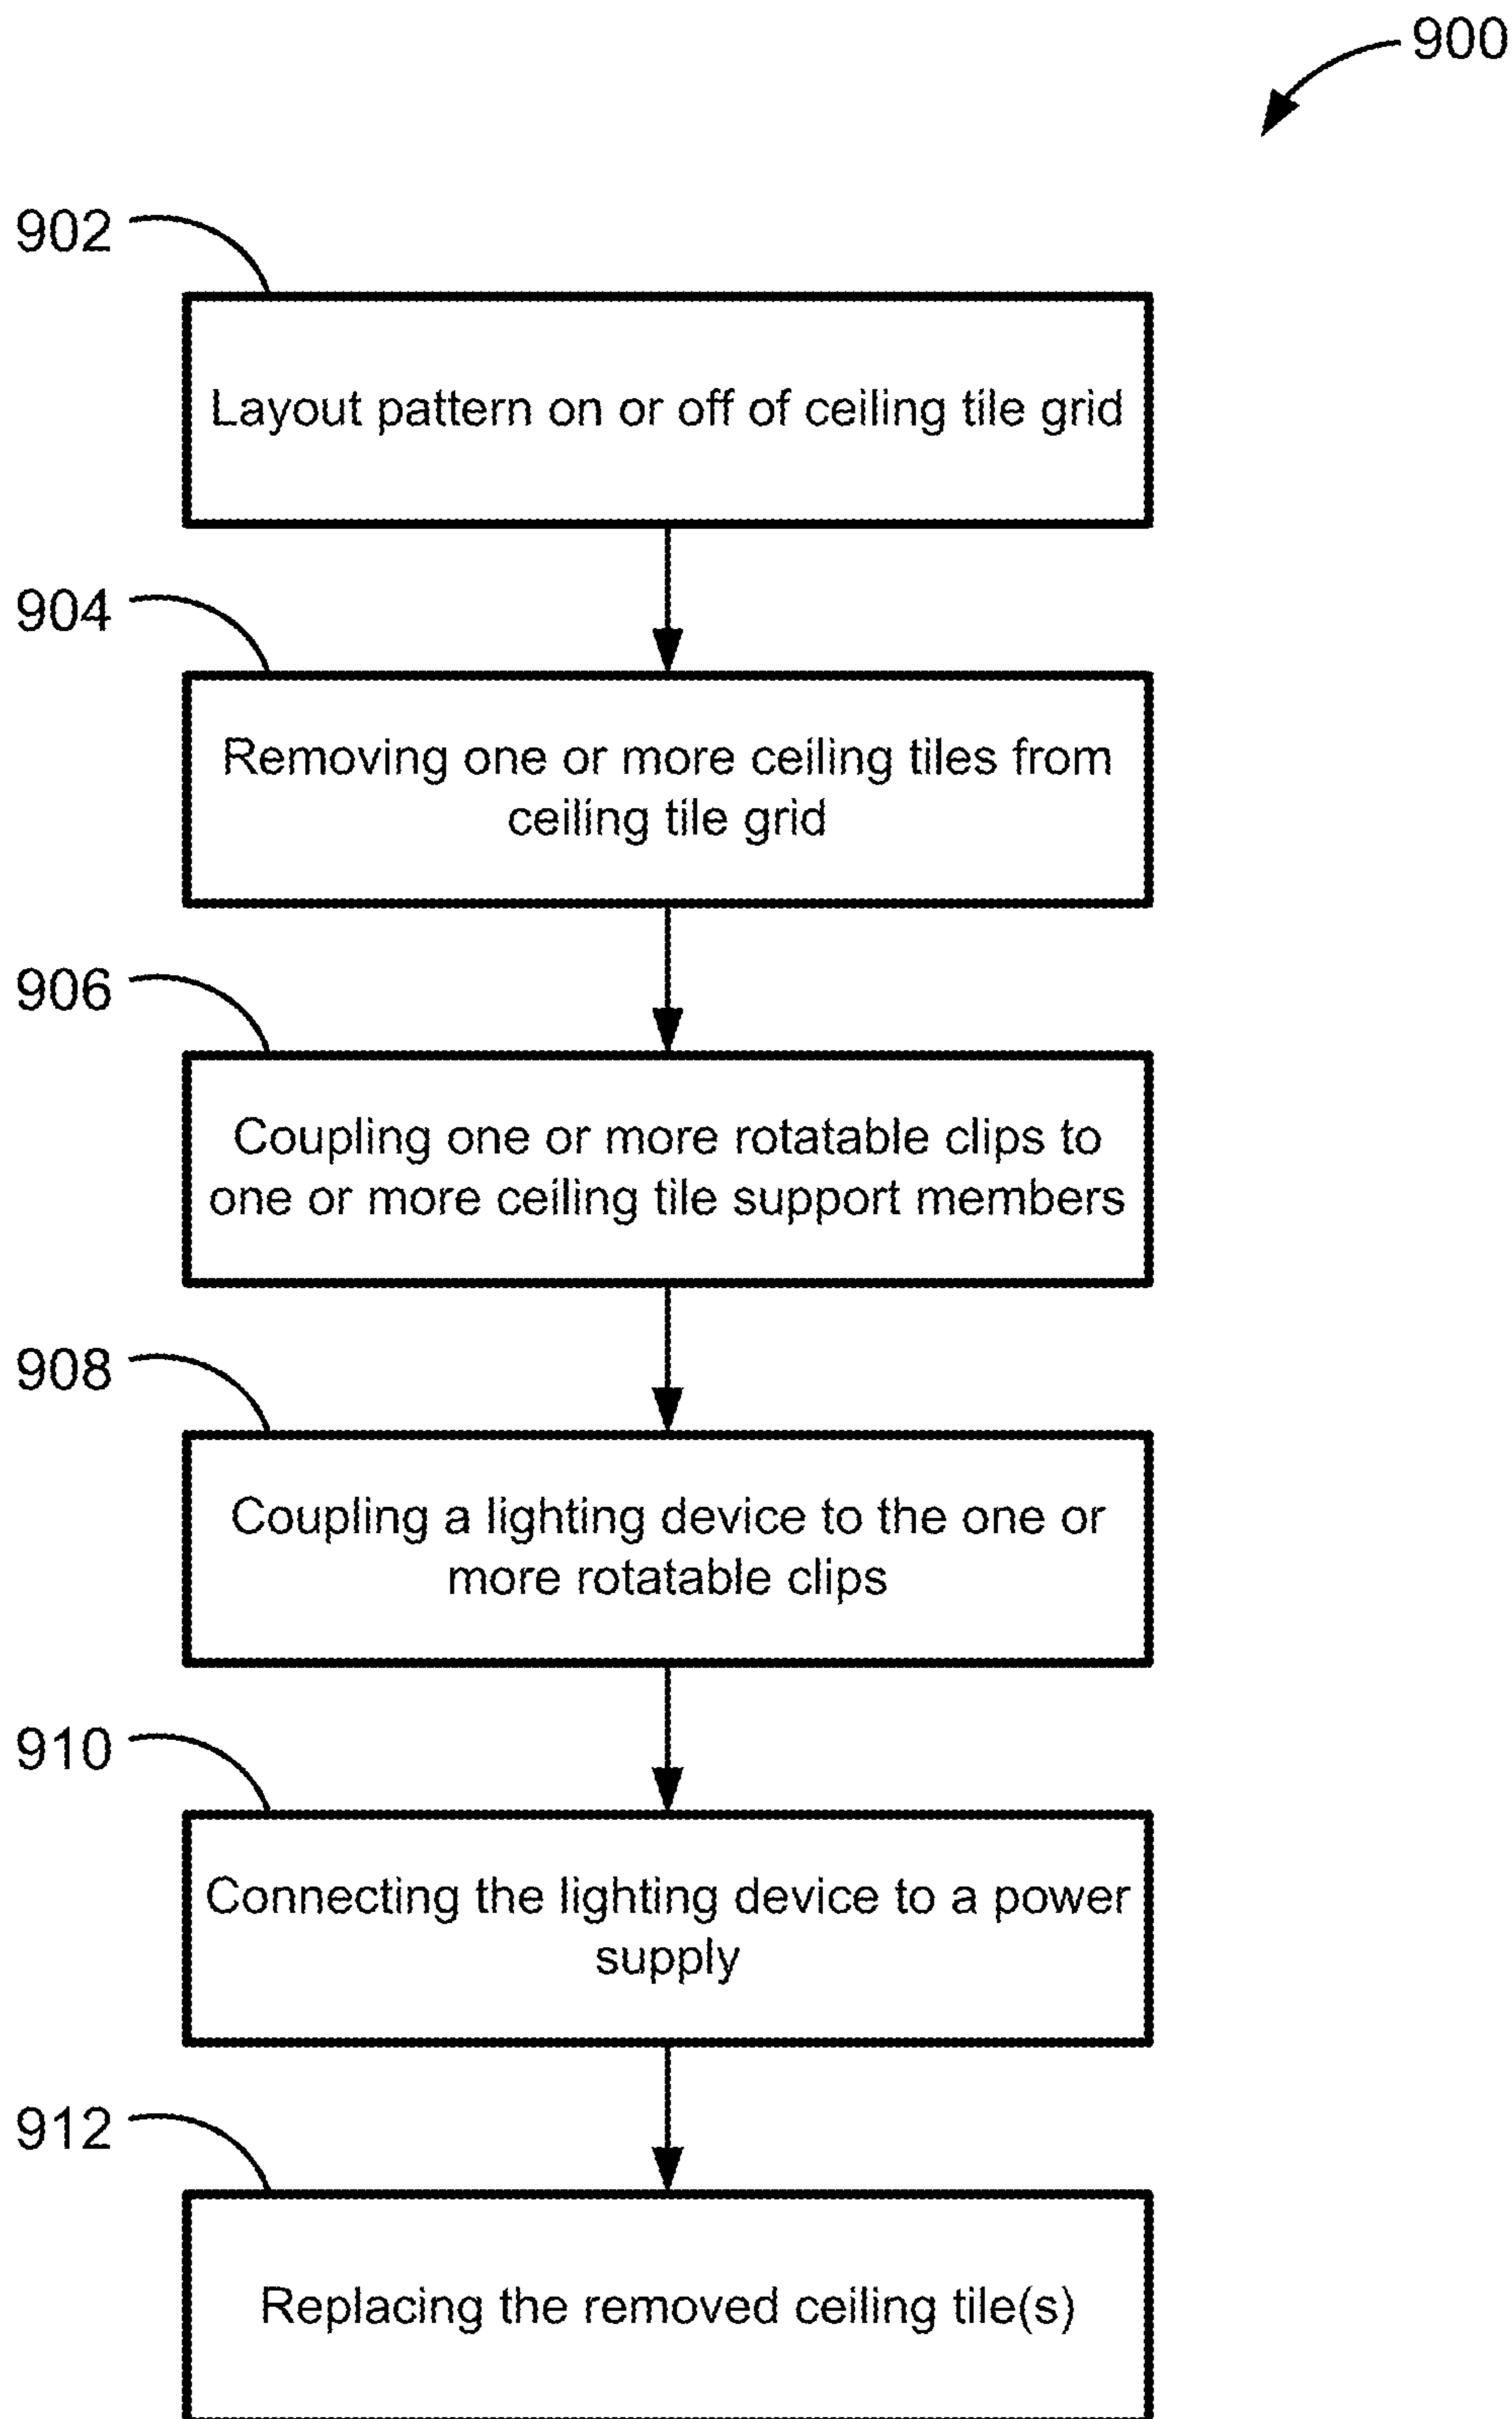 900
902
Layout pattern on or off of ceiling tile grid
904
Removing one or more ceiling tiles from
ceiling tile grid
906
Coupling one or more rotatable clips to
one or more ceiling tile support members
908
Coupling a lighting device to the one or
more rotatable clips
910
Connecting the lighting device to a power
supply
912
Replacing the removed ceiling tile(s)